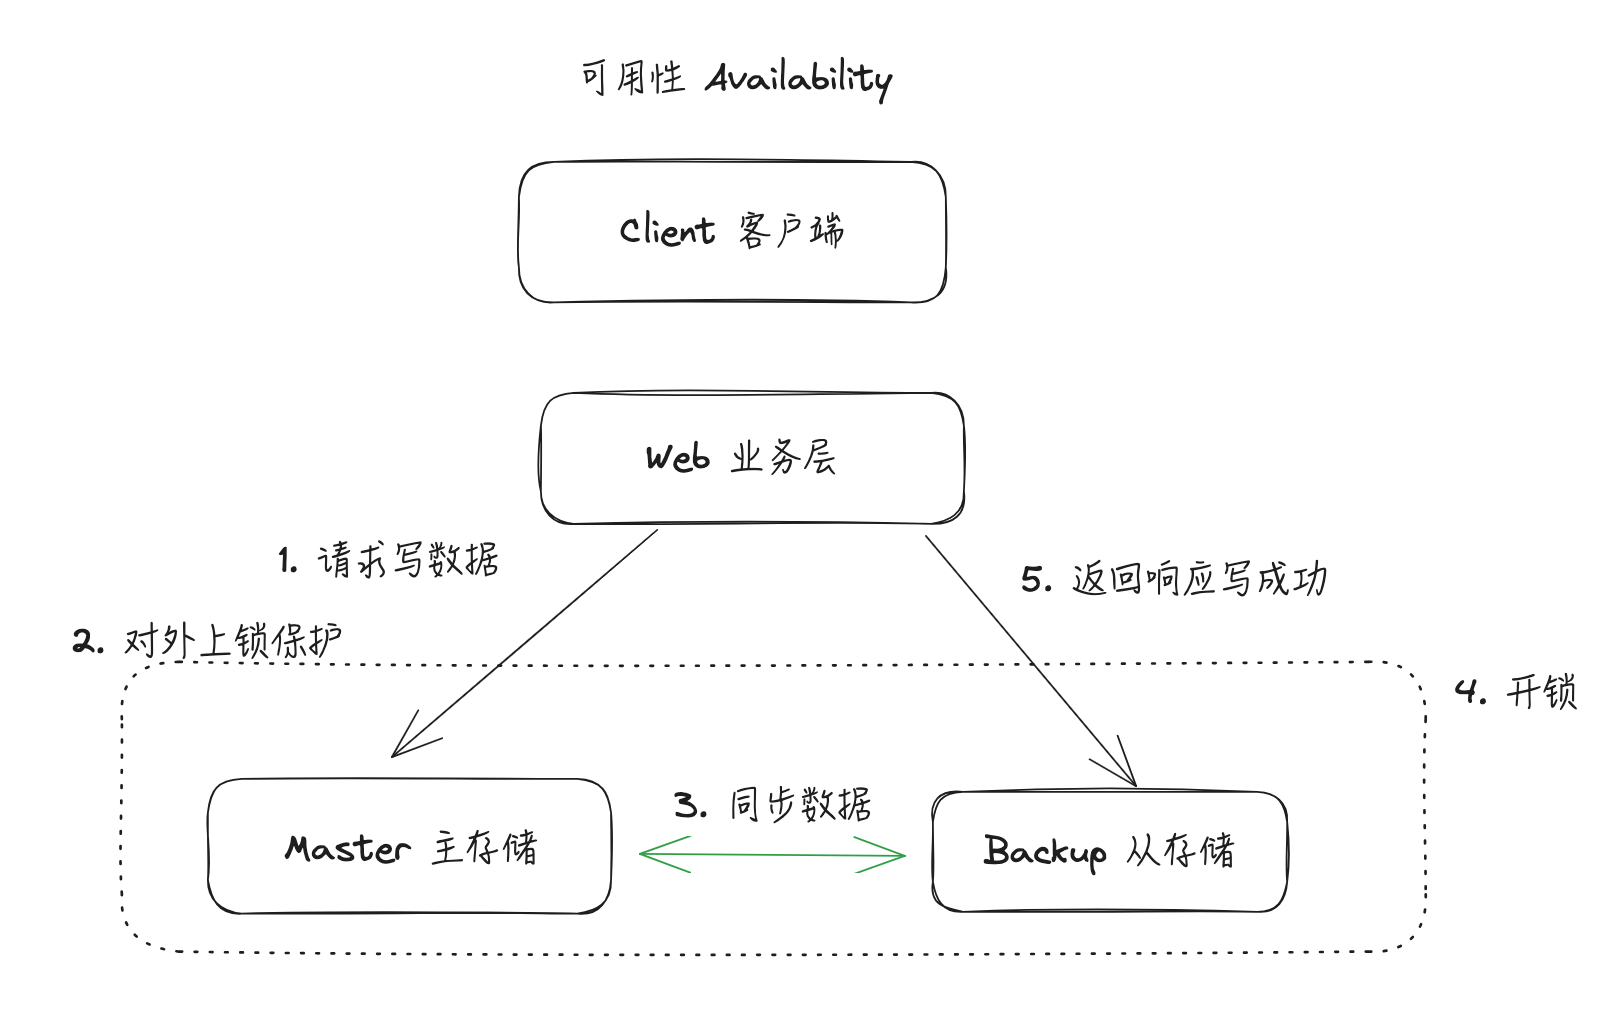 可用性 Availability
Client 客户端
Web 业务层
1. 请求写数据
5. 返回响应写成功
2. 对外上锁保护
4. 开锁
3. 同步数据
Master 主存储
Backup 从存储